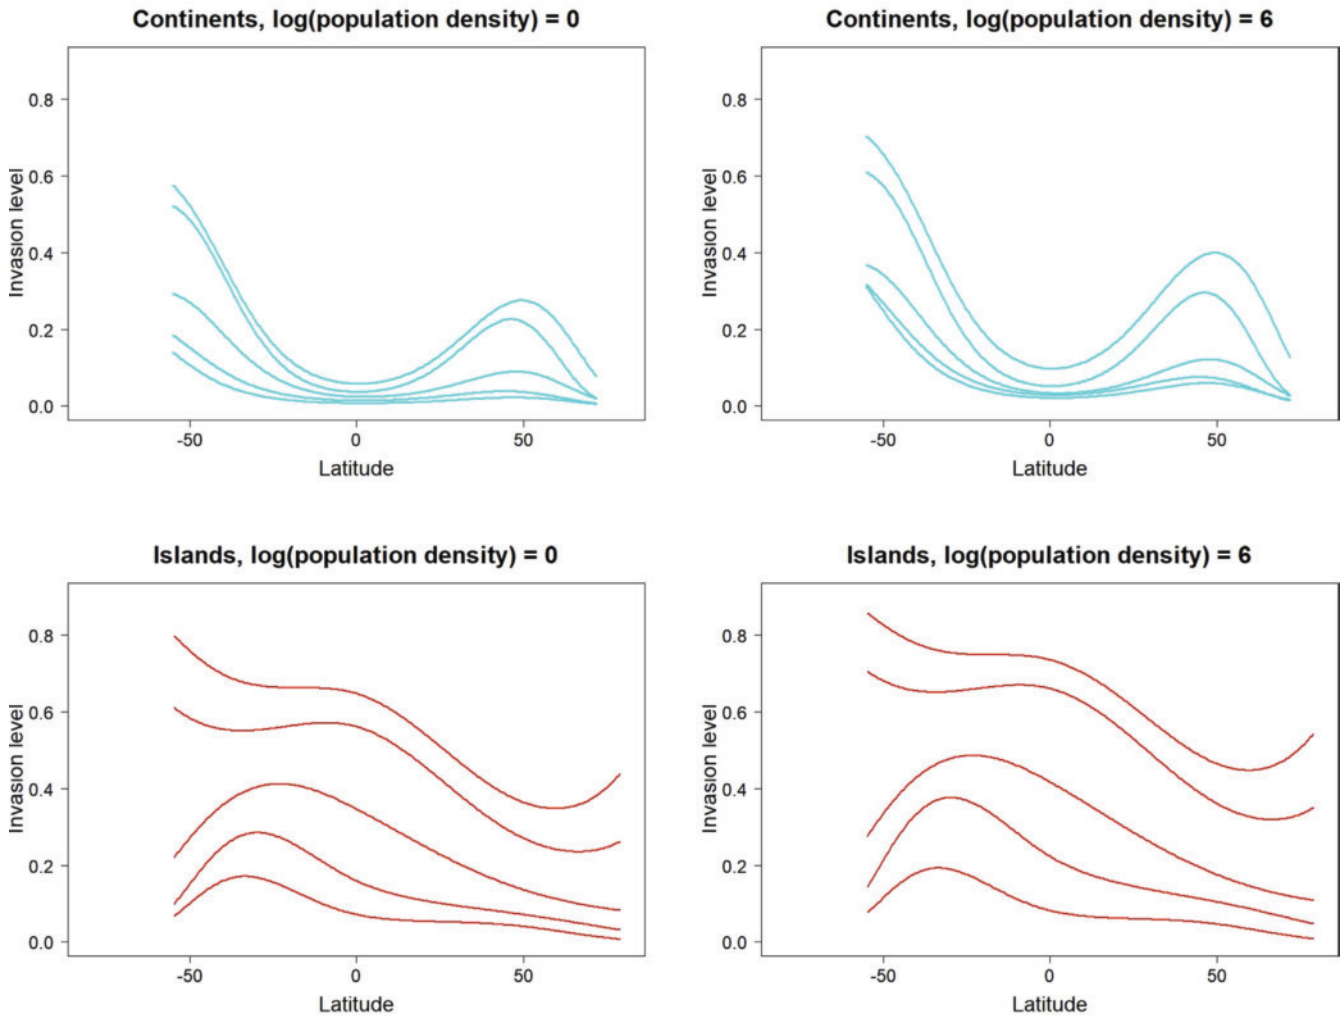 Continents, log(population density) = 0
0.8
0.6
0.4
0.2
0.0
Invasion level
-50 0 50
Latitude
Continents, log(population density) = 6
0.8
0.6
0.4
0.2
0.0
Invasion level
-50 0 50
Latitude
Islands, log(population density) = 0
0.8
0.6
0.4
0.2
0.0
Invasion level
-50 0 50
Latitude
Islands, log(population density) = 6
0.8
0.6
0.4
0.2
0.0
Invasion level
-50 0 50
Latitude